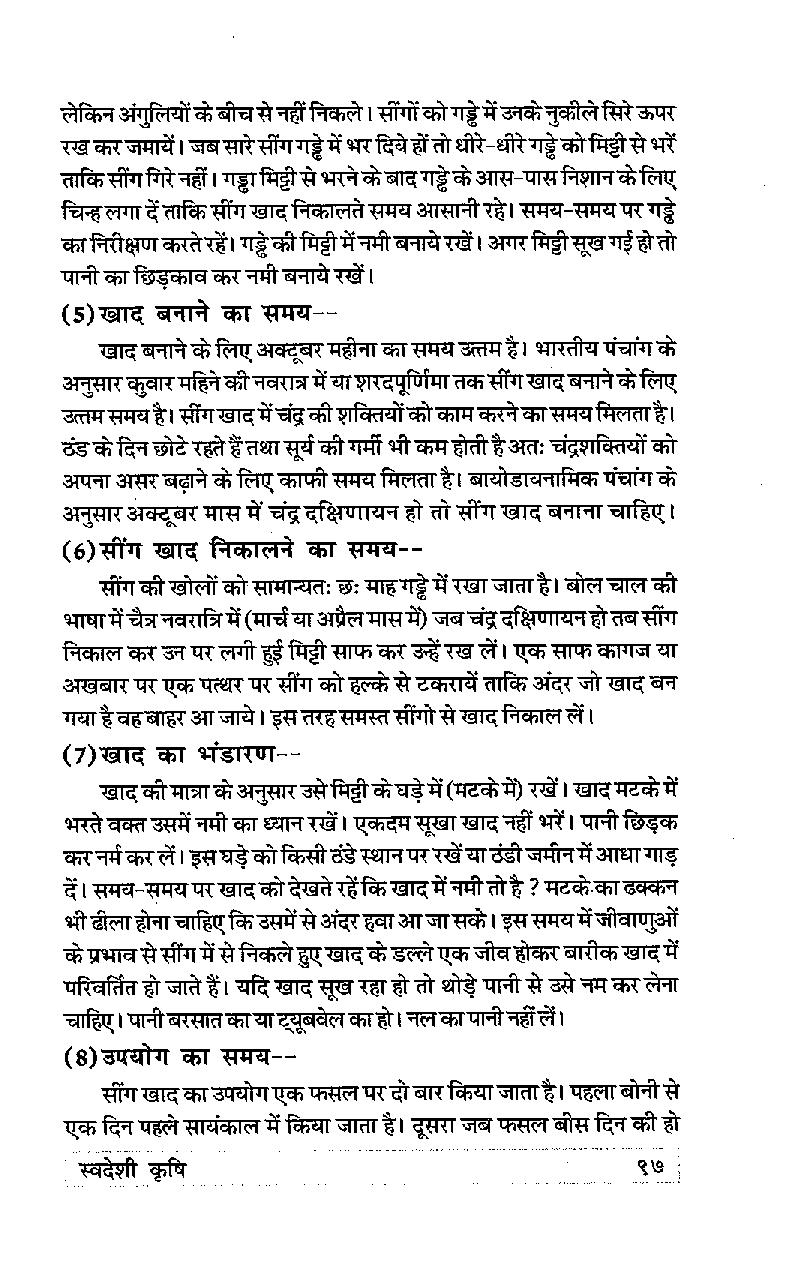 लेकिन अंगुलियों के बीच से नहीं निकले। सींगों को गड्ढे में उनके नुकीले सिरे ऊपर
रख कर जमायें। जब सारे सींग गड्ढे में भर दिये हों तो धीरे-धीरे गड्ढे को मिट्टी से भरें
ताकि सींग गिरे नहीं। गड्ढा मिट्टी से भरने के बाद गड्ढे के आस-पास निशान के लिए
चिन्ह लगा दें ताकि सींग खाद निकालते समय आसानी रहे। समय-समय पर गड्ढे
का निरीक्षण करते रहें। गड्ढे की मिट्टी में नमी बनाये रखें। अगर मिट्टी सूख गई हो तो
पानी का छिड़काव कर नमी बनाये रखें।
(5) खाद बनाने का समय--
खाद बनाने के लिए अक्टूबर महीना का समय उत्तम है। भारतीय पंचांग के
अनुसार कुवार महिने की नवरात्र में या शरदपूर्णिमा तक सींग खाद बनाने के लिए
उत्तम समय है। सींग खाद में चंद्र की शक्तियों को काम करने का समय मिलता है।
ठंड के दिन छोटे रहते हैं तथा सूर्य की गर्मी भी कम होती है अतः चंद्रशक्तियों को
अपना असर बढ़ाने के लिए काफी समय मिलता है। बायोडायनामिक पंचांग के
अनुसार अक्टूबर मास में चंद्र दक्षिणायन हो तो सींग खाद बनाना चाहिए।
(6) सींग खाद निकालने का समय--
सींग की खोलों को सामान्यतः छः माह गड्ढे में रखा जाता है। बोल चाल की
भाषा में चैत्र नवरात्रि में (मार्च या अप्रैल मास में) जब चंद्र दक्षिणायन हो तब सींग
निकाल कर उन पर लगी हुई मिट्टी साफ कर उन्हें रख लें। एक साफ कागज या
अखबार पर एक पत्थर पर सींग को हल्के से टकरायें ताकि अंदर जो खाद बन
गया है वह बाहर आ जाये। इस तरह समस्त सींगो से खाद निकाल लें।
(7) खाद का भंडारण--
खाद की मात्रा के अनुसार उसे मिट्टी के घड़े में (मटके में) रखें। खाद मटके में
भरते वक्त उसमें नमी का ध्यान रखें। एकदम सूखा खाद नहीं भरें। पानी छिड़क
कर नर्म कर लें। इस घड़े को किसी ठंडे स्थान पर रखें या ठंडी जमीन में आधा गाड़
दें। समय-समय पर खाद को देखते रहें कि खाद में नमी तो है ? मटके का ढक्कन
भी ढीला होना चाहिए कि उसमें से अंदर हवा आ जा सके। इस समय में जीवाणुओं
के प्रभाव से सींग में से निकले हुए खाद के डल्ले एक जीव होकर बारीक खाद में
परिवर्तित हो जाते हैं। यदि खाद सूख रहा हो तो थोड़े पानी से उसे नम कर लेना
चाहिए। पानी बरसात का या ट्यूबवेल का हो। नल का पानी नहीं लें।
(8) उपयोग का समय--
सींग खाद का उपयोग एक फसल पर दो बार किया जाता है। पहला बोनी से
एक दिन पहले सायंकाल में किया जाता है। दूसरा जब फसल बीस दिन की हो
स्वदेशी कृषि १७